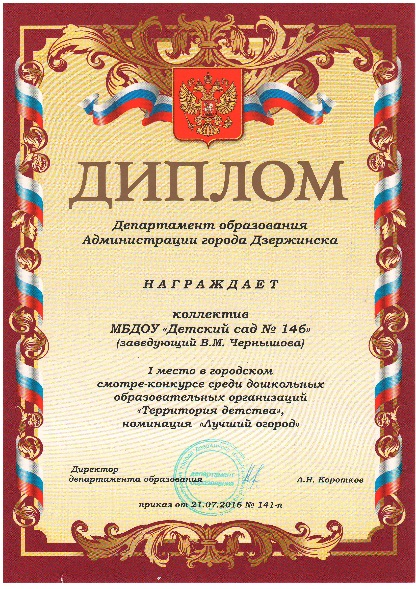 ДИПЛОМ
Департамент образования
Администрации города Дзержинска
НАГРАЖДАЕТ
коллектив
МБДОУ «Детский сад № 146»
(заведующий В.М. Чернышова)
I место в городском
смотре-конкурсе среди дошкольных
образовательных организаций
«Территория детства»,
номинация «Лучший огород»
Директор
департамента образования А.Н. Коротков
департамент образования
приказ от 21.07.2016 № 141-п